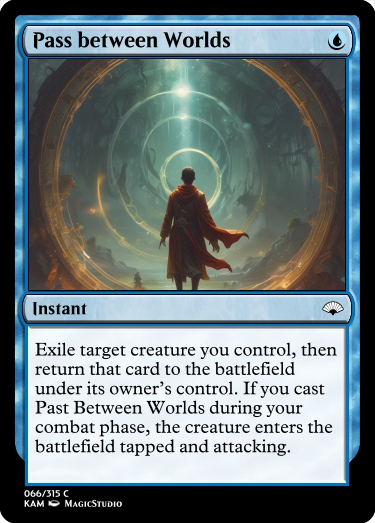 Pass between Worlds
Instant
Exile target creature you control, then
return that card to the battlefield
under its owner's control. If you cast
Past Between Worlds during your
combat phase, the creature enters the
battlefield tapped and attacking.
066/315 C
KAM MagicStudio